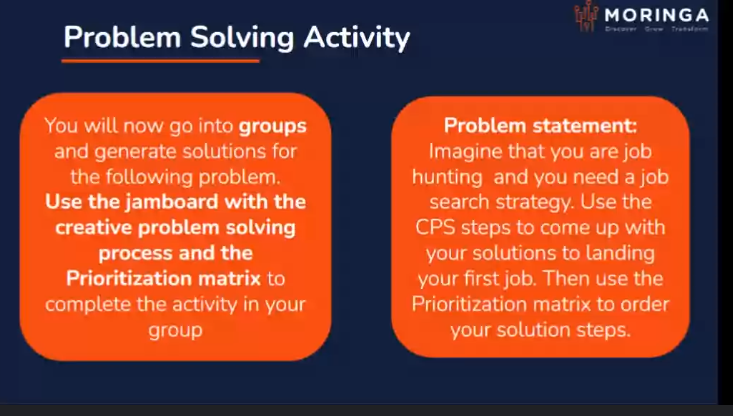 MORINGA
Discover · Grow · Transform
Problem Solving Activity
You will now go into groups
and generate solutions for
the following problem.
Use the jamboard with the
creative problem solving
process and the
Prioritization matrix to
complete the activity in your
group
Problem statement:
Imagine that you are job
hunting and you need a job
search strategy. Use the
CPS steps to come up with
your solutions to landing
your first job. Then use the
Prioritization matrix to order
your solution steps.